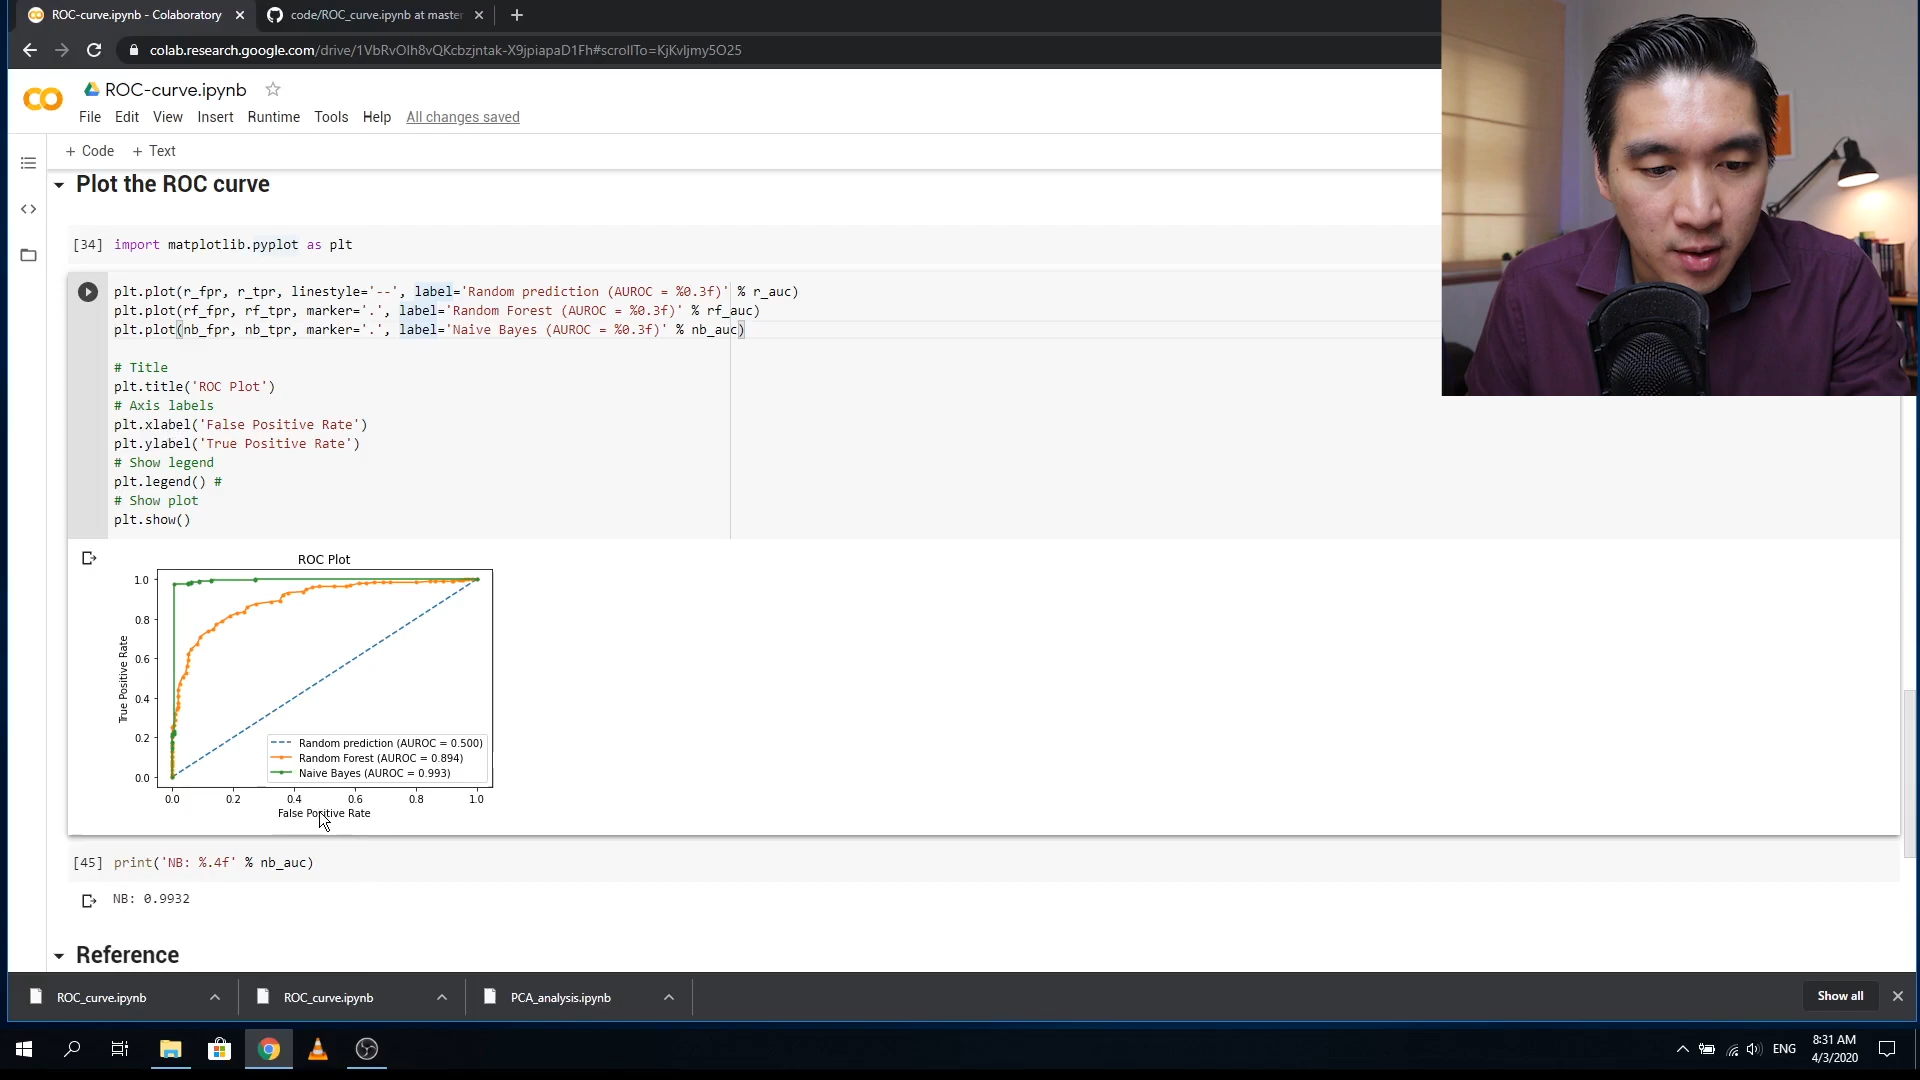 ROC-curve.ipynb - Colaboratory
code/ROC_curve.ipynb at master
colab.research.google.com/drive/1VbRvOlh8vQKcbzjntak-X9jpiapaD1Fh#scrollTo=KjKvIjmy5O25
ROC-curve.ipynb
File Edit View Insert Runtime Tools Help All changes saved
+ Code + Text
Plot the ROC curve
[34] import matplotlib.pyplot as plt
plt.plot(r_fpr, r_tpr, linestyle='--', label='Random prediction (AUROC = %0.3f)' % r_auc)
plt.plot(rf_fpr, rf_tpr, marker='.', label='Random Forest (AUROC = %0.3f)' % rf_auc)
plt.plot(nb_fpr, nb_tpr, marker='.', label='Naive Bayes (AUROC = %0.3f)' % nb_auc)
# Title
plt.title('ROC Plot')
# Axis labels
plt.xlabel('False Positive Rate')
plt.ylabel('True Positive Rate')
# Show legend
plt.legend() #
# Show plot
plt.show()
ROC Plot
True Positive Rate
1.0
0.8
0.6
0.4
0.2
0.0
Random prediction (AUROC = 0.500)
Random Forest (AUROC = 0.894)
Naive Bayes (AUROC = 0.993)
0.0 0.2 0.4 0.6 0.8 1.0
False Positive Rate
[45] print('NB: %.4f' % nb_auc)
NB: 0.9932
Reference
ROC_curve.ipynb
ROC_curve.ipynb
PCA_analysis.ipynb
Show all
ENG
8:31 AM
4/3/2020